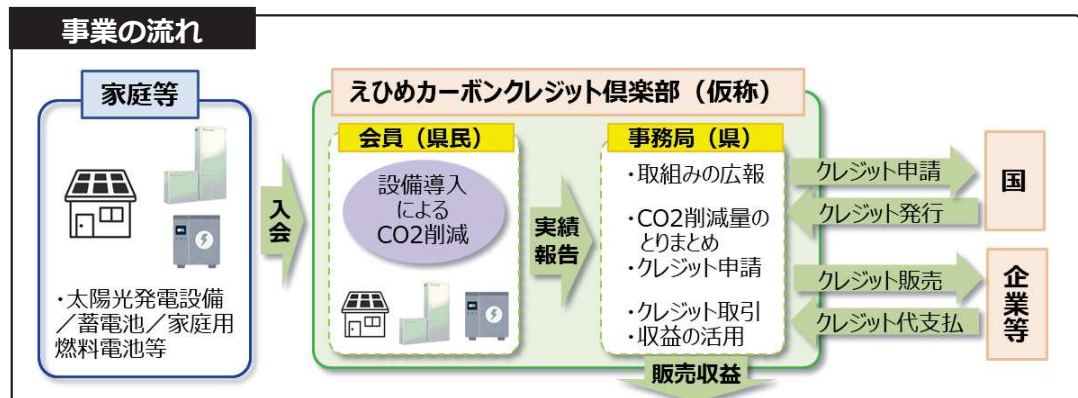 事業の流れ
家庭等
・太陽光発電設備
／蓄電池／家庭用
燃料電池等
入会
えひめカーボンクレジット倶楽部（仮称）
会員（県民）
設備導入
による
CO2削減
実績
報告
事務局（県）
・取組みの広報
・CO2削減量の
とりまとめ
・クレジット申請
・クレジット取引
・収益の活用
クレジット申請
クレジット発行
国
クレジット販売
クレジット代支払
企業等
販売収益